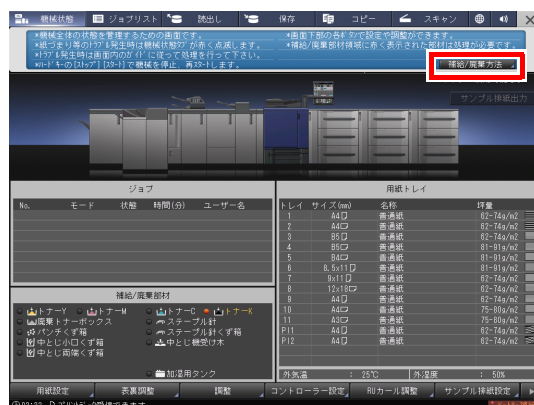 機械状態 ジョブリスト 読出し 保存 コピー スキャン
*機械全体の状態を管理するための画面です。
*紙づまり等のトラブル発生時は機械状態タブが赤く点滅します。
*トラブル発生時は画面内のガイドに従って処理を行って下さい。
*ハードキーの[ストップ][スタート]で機械を停止、再スタートします。
*画面下部の各ボタンで設定や調整ができます。
*補給/廃棄部材領域に赤く表示された部材は処理が必要です。
補給/廃棄方法
サンプル排紙出力
ジョブ
No. モード 状態 時間(分) ユーザー名
用紙トレイ
トレイ サイズ(mm) 名称 坪量
1 A4 普通紙 62-74g/m2
2 A4 普通紙 62-74g/m2
3 B5 普通紙 62-74g/m2
4 B5 普通紙 81-91g/m2
5 B4 普通紙 81-91g/m2
6 8.5x11 普通紙 81-91g/m2
7 9x11 普通紙 62-74g/m2
8 12x18 普通紙 62-74g/m2
9 A4 普通紙 62-74g/m2
10 A4 普通紙 75-80g/m2
11 A3 普通紙 75-80g/m2
PI1 A4 普通紙 62-74g/m2
PI2 A4 普通紙 62-74g/m2
補給/廃棄部材
トナーY トナーM トナーC トナーK
廃棄トナーボックス ステープル針
パンチくず箱 ステープル針くず箱
中とじ小口くず箱 中とじ機受け木
中とじ両端くず箱
加湿用タンク
外気温 : 25℃ 外湿度 : 50%
用紙設定 表裏調整 調整 コントローラー設定 RUカール調整 サンプル排紙設定